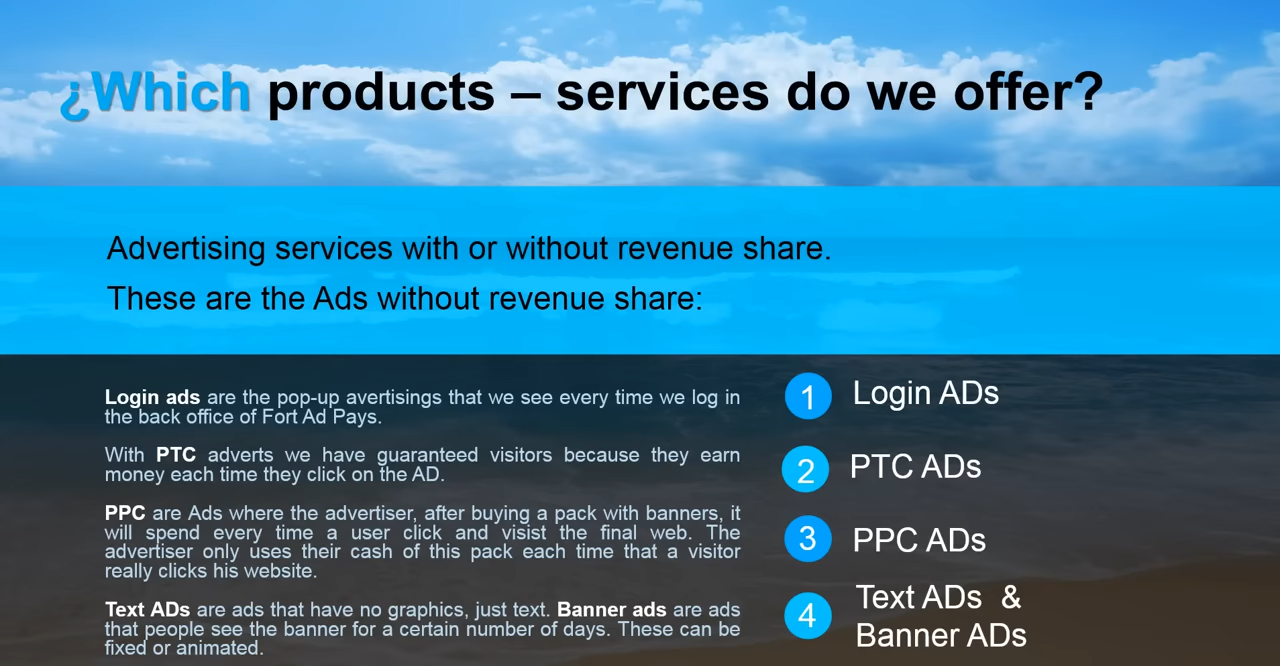 ¿Which products – services do we offer?
Advertising services with or without revenue share.
These are the Ads without revenue share:
Login ads are the pop-up avertisings that we see every time we log in
the back office of Fort Ad Pays.
With PTC adverts we have guaranteed visitors because they earn
money each time they click on the AD.
PPC are Ads where the advertiser, after buying a pack with banners, it
will spend every time a user click and visist the final web. The
advertiser only uses their cash of this pack each time that a visitor
really clicks his website.
Text ADs are ads that have no graphics, just text. Banner ads are ads
that people see the banner for a certain number of days. These can be
fixed or animated.
1 Login ADs
2 PTC ADs
3 PPC ADs
4 Text ADs &
Banner ADs